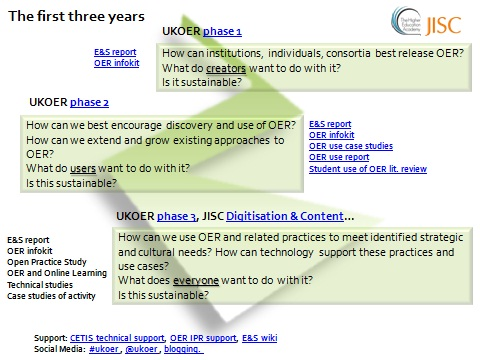 The first three years
The Higher
Education
Academy
JISC
UKOER phase 1
E&S report
OER infokit
How can institutions, individuals, consortia best release OER?
What do creators want to do with it?
Is it sustainable?
UKOER phase 2
How can we best encourage discovery and use of OER?
How can we extend and grow existing approaches to
OER?
What do users want to do with it?
Is this sustainable?
E&S report
OER infokit
OER use case studies
OER use report
Student use of OER lit. review
UKOER phase 3, JISC Digitisation & Content...
E&S report
OER infokit
Open Practice Study
OER and Online Learning
Technical studies
Case studies of activity
How can we use OER and related practices to meet identified strategic
and cultural needs? How can technology support these practices and
use cases?
What does everyone want to do with it?
Is this sustainable?
Support: CETIS technical support, OER IPR support, E&S wiki
Social Media: #ukoer , @ukoer , blogging.